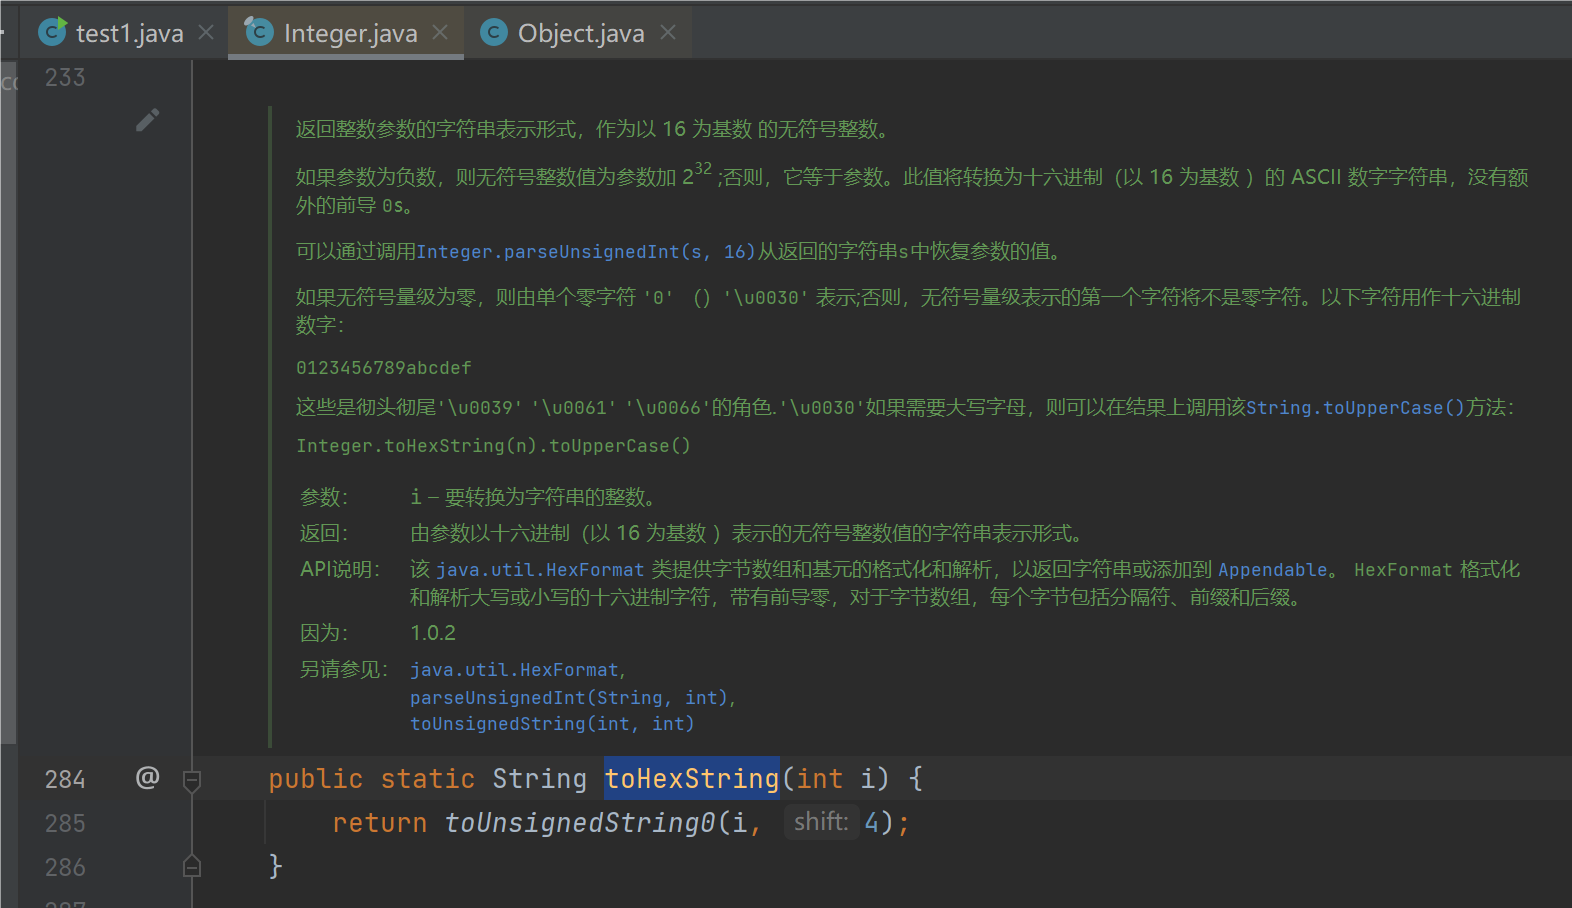 test1.java
Integer.java
Object.java
233
返回整数参数的字符串表示形式，作为以 16 为基数 的无符号整数。
如果参数为负数，则无符号整数值为参数加 2^32 ;否则，它等于参数。此值将转换为十六进制（以 16 为基数 ）的 ASCII 数字字符串，没有额
外的前导 0s。
可以通过调用Integer.parseUnsignedInt(s, 16)从返回的字符串s中恢复参数的值。
如果无符号量级为零，则由单个零字符 '0' （）'\u0030' 表示;否则，无符号量级表示的第一个字符将不是零字符。以下字符用作十六进制
数字：
0123456789abcdef
这些是彻头彻尾'\u0039' '\u0061' '\u0066'的角色.'\u0030'如果需要大写字母，则可以在结果上调用该String.toUpperCase()方法：
Integer.toHexString(n).toUpperCase()
参数： i – 要转换为字符串的整数。
返回： 由参数以十六进制（以 16 为基数 ）表示的无符号整数值的字符串表示形式。
API说明： 该 java.util.HexFormat 类提供字节数组和基元的格式化和解析，以返回字符串或添加到 Appendable。 HexFormat 格式化
和解析大写或小写的十六进制字符，带有前导零，对于字节数组，每个字节包括分隔符、前缀和后缀。
因为： 1.0.2
另请参见： java.util.HexFormat,
parseUnsignedInt(String, int),
toUnsignedString(int, int)
284 @ public static String toHexString(int i) {
285 return toUnsignedString0(i, shift: 4);
286 }